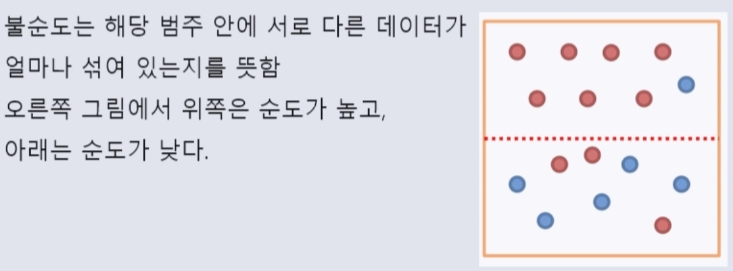 불순도는 해당 범주 안에 서로 다른 데이터가
얼마나 섞여 있는지를 뜻함
오른쪽 그림에서 위쪽은 순도가 높고,
아래는 순도가 낮다.